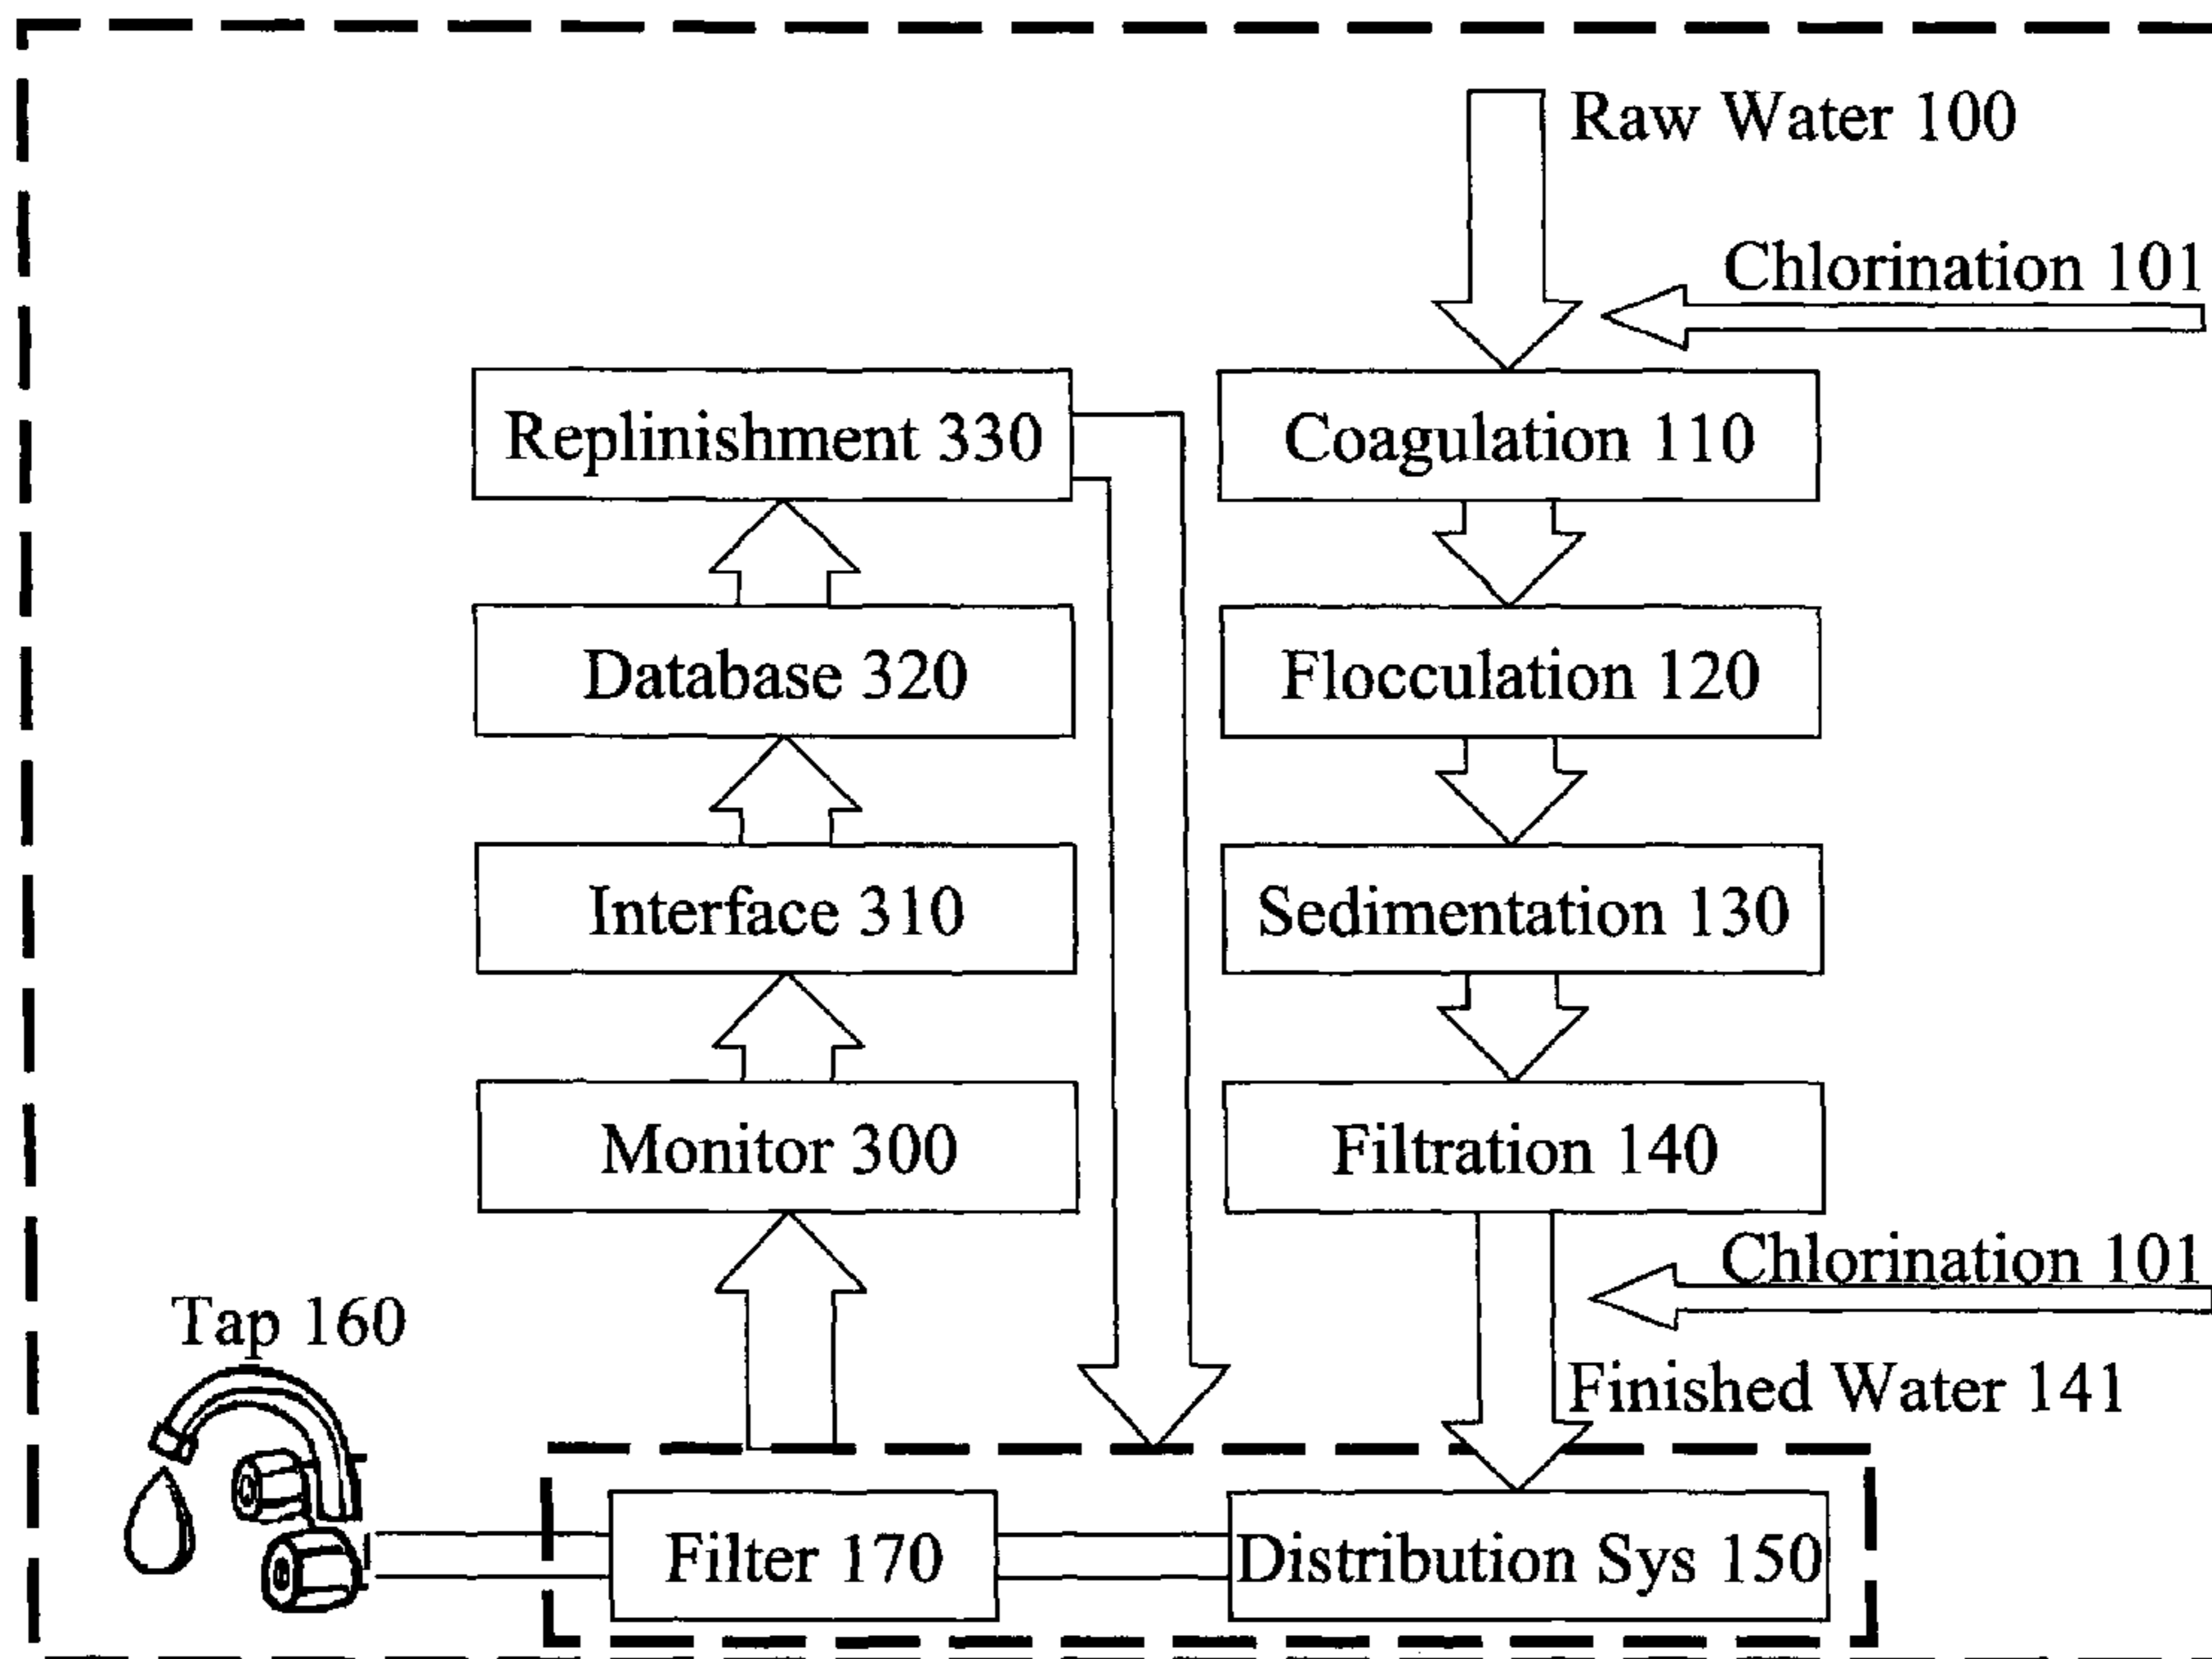 Raw Water 100
Chlorination 101
Replinishment 330
Coagulation 110
Database 320
Flocculation 120
Interface 310
Sedimentation 130
Monitor 300
Filtration 140
Chlorination 101
Tap 160
Finished Water 141
Filter 170
Distribution Sys 150